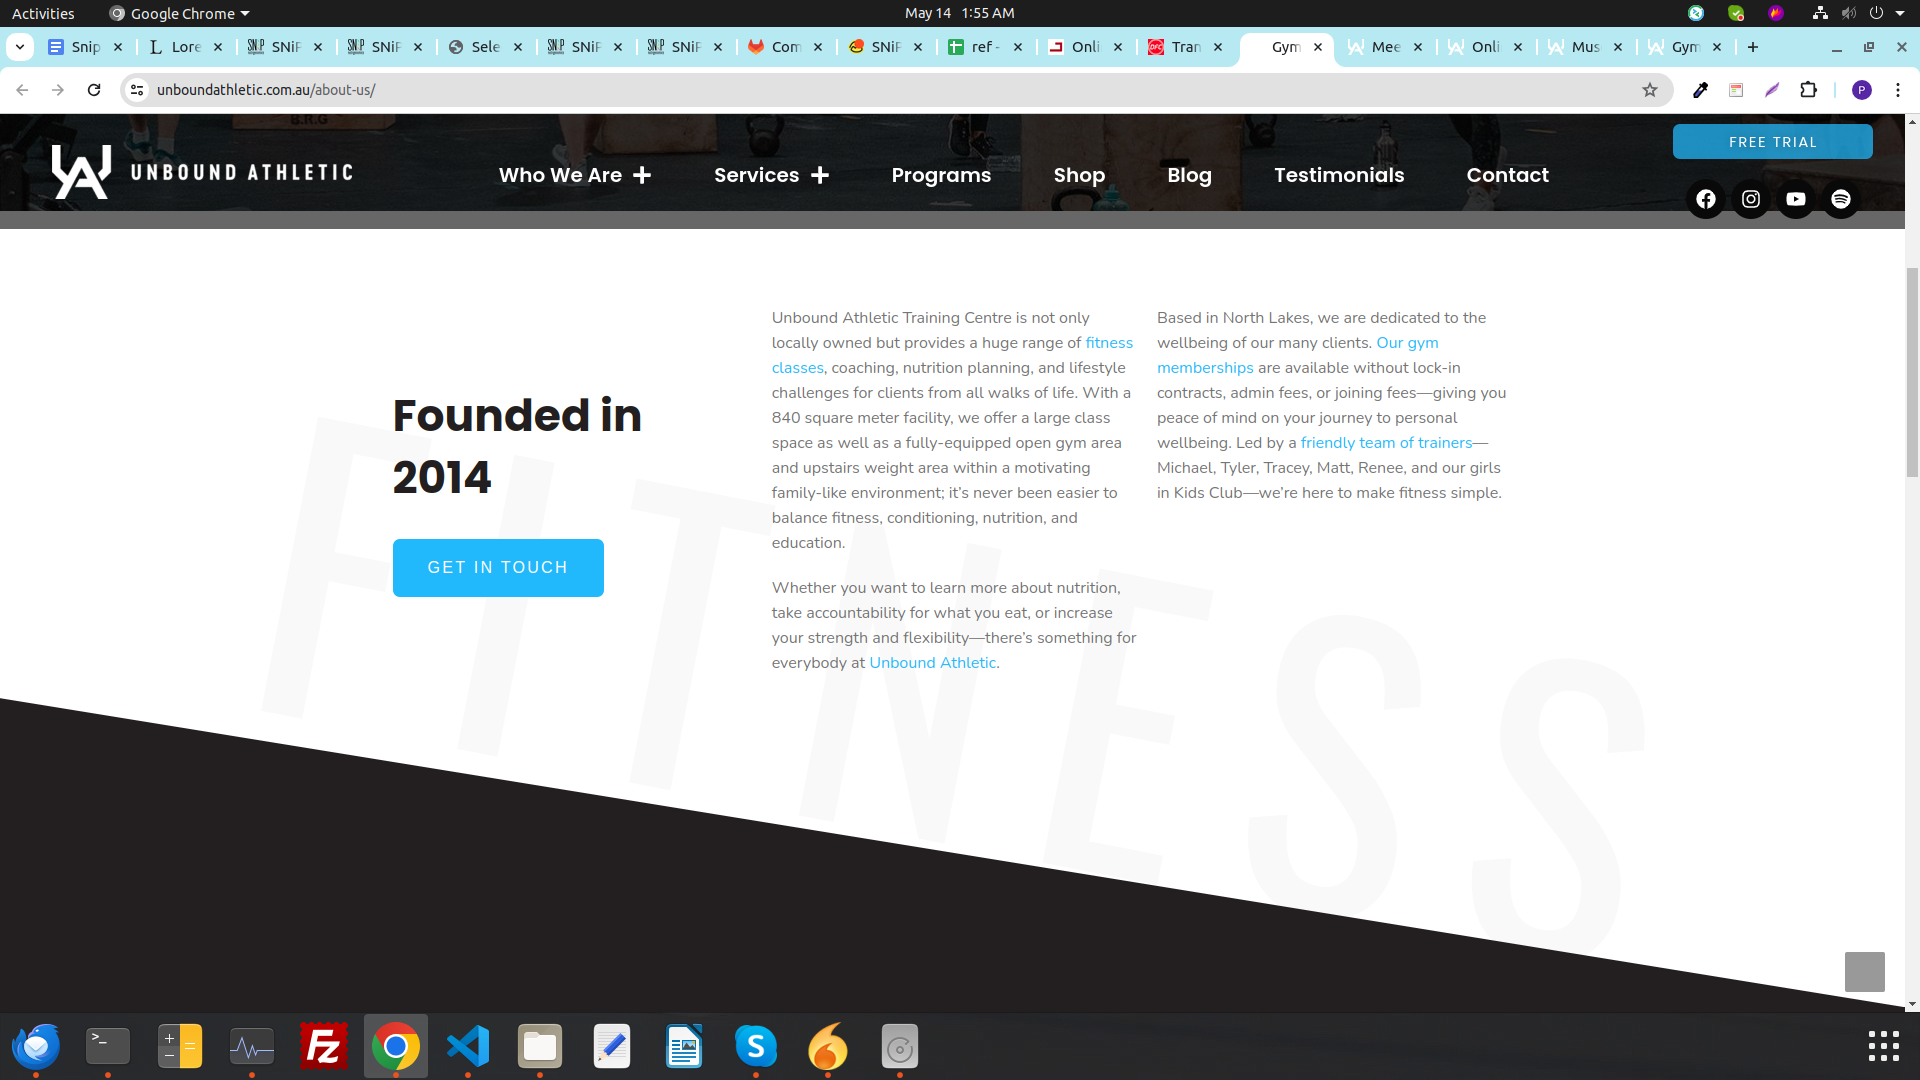 Activities
Google Chrome
May 14 1:55 AM
Snip
Lore
SNiP
SNiP
Sele
SNiP
SNiP
Com
SNiP
ref -
Onli
Tran
Gym
Mee
Onli
Mus
Gym
unboundathletic.com.au/about-us/
P
B.R.G
FREE TRIAL
UNBOUND ATHLETIC
Who We Are
Services
Programs
Shop
Blog
Testimonials
Contact
Founded in
2014
GET IN TOUCH
Unbound Athletic Training Centre is not only
locally owned but provides a huge range of fitness
classes, coaching, nutrition planning, and lifestyle
challenges for clients from all walks of life. With a
840 square meter facility, we offer a large class
space as well as a fully-equipped open gym area
and upstairs weight area within a motivating
family-like environment; it’s never been easier to
balance fitness, conditioning, nutrition, and
education.
Whether you want to learn more about nutrition,
take accountability for what you eat, or increase
your strength and flexibility—there’s something for
everybody at Unbound Athletic.
Based in North Lakes, we are dedicated to the
wellbeing of our many clients. Our gym
memberships are available without lock-in
contracts, admin fees, or joining fees—giving you
peace of mind on your journey to personal
wellbeing. Led by a friendly team of trainers—
Michael, Tyler, Tracey, Matt, Renee, and our girls
in Kids Club—we’re here to make fitness simple.
FITNESS